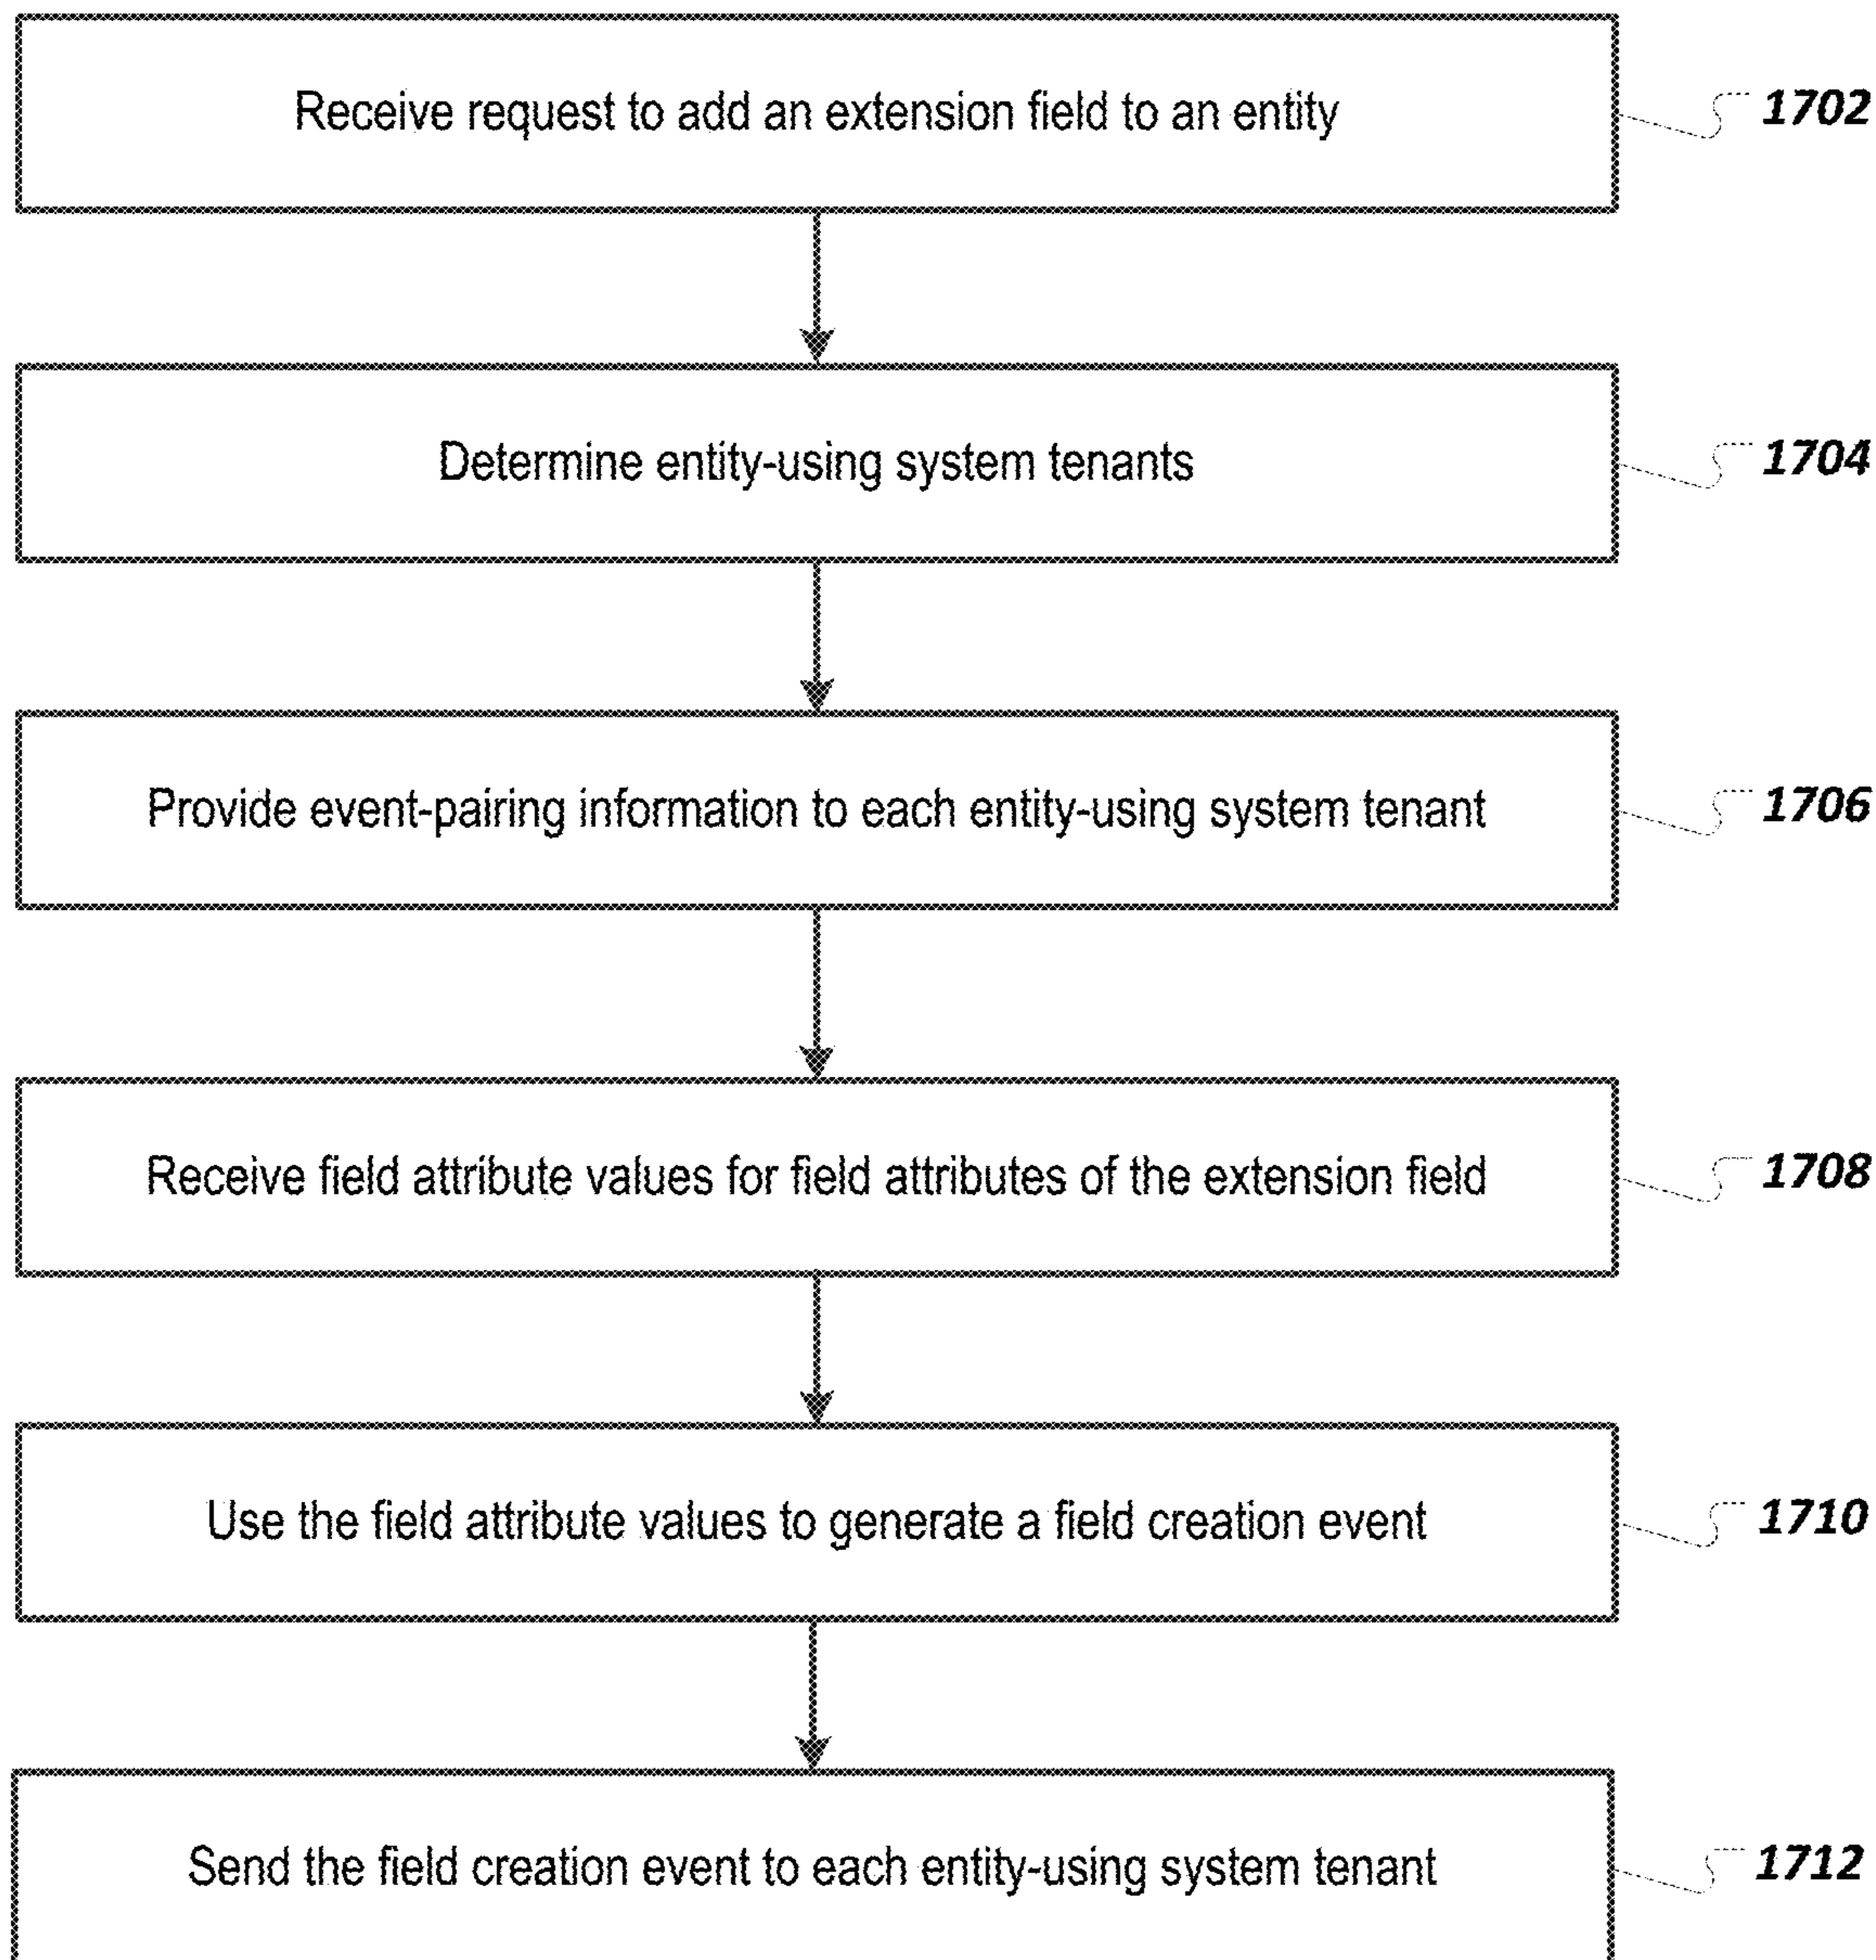 Receive request to add an extension field to an entity
1702
Determine entity-using system tenants
1704
Provide event-pairing information to each entity-using system tenant
1706
Receive field attribute values for field attributes of the extension field
1708
Use the field attribute values to generate a field creation event
1710
Send the field creation event to each entity-using system tenant
1712